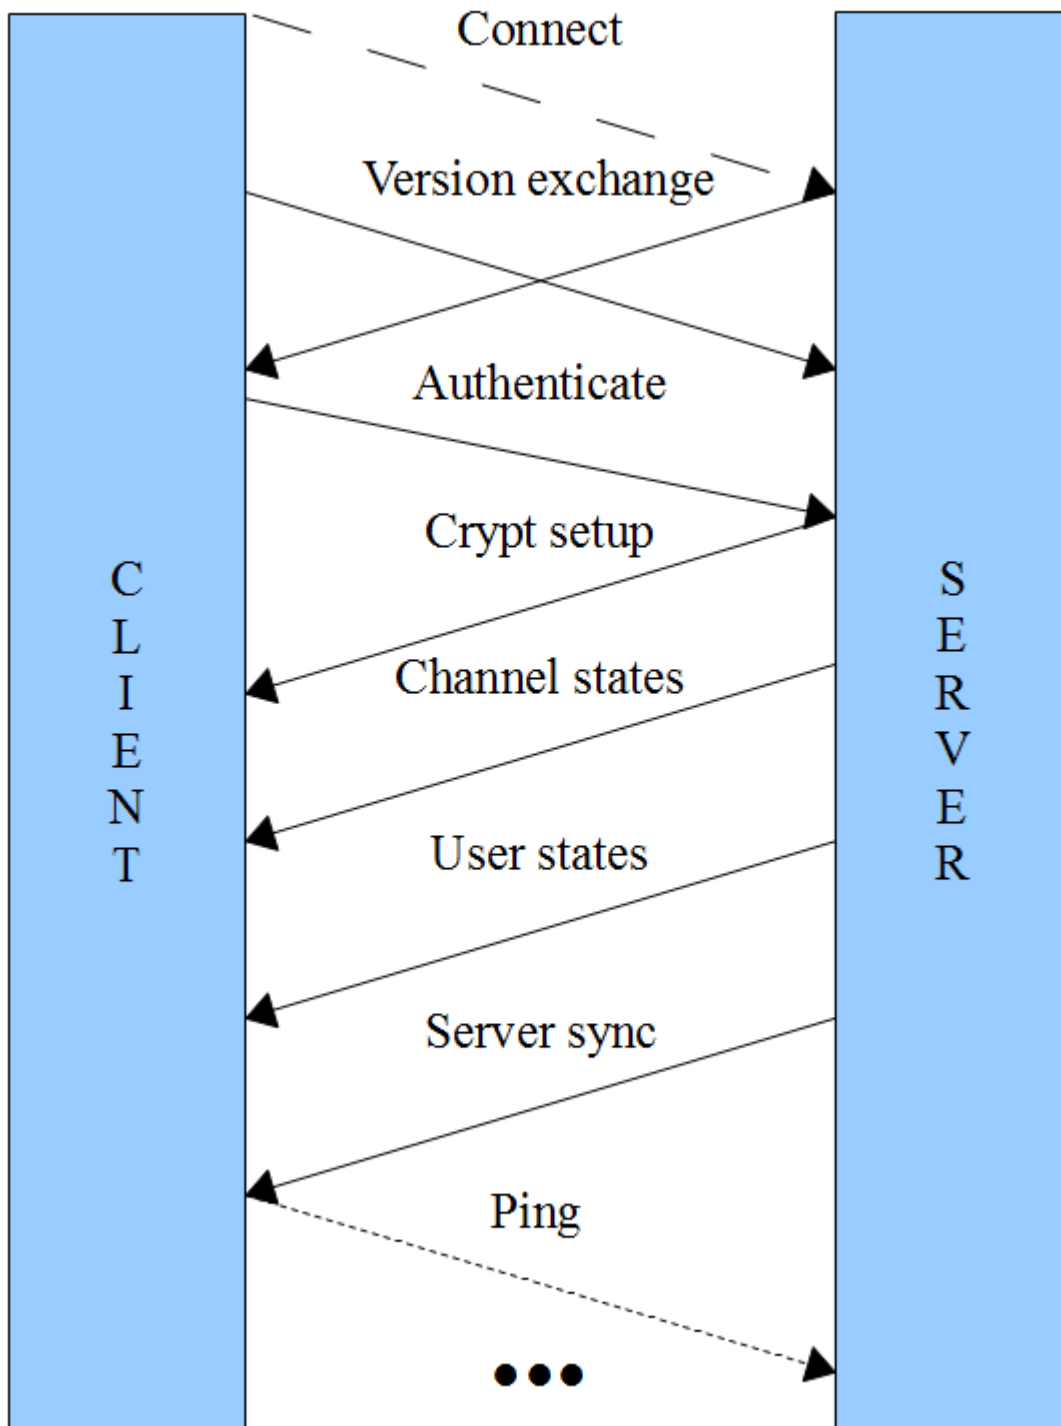 Connect
Version exchange
Authenticate
Crypt setup
Channel states
User states
Server sync
Ping
•••
C
L
I
E
N
T
S
E
R
V
E
R